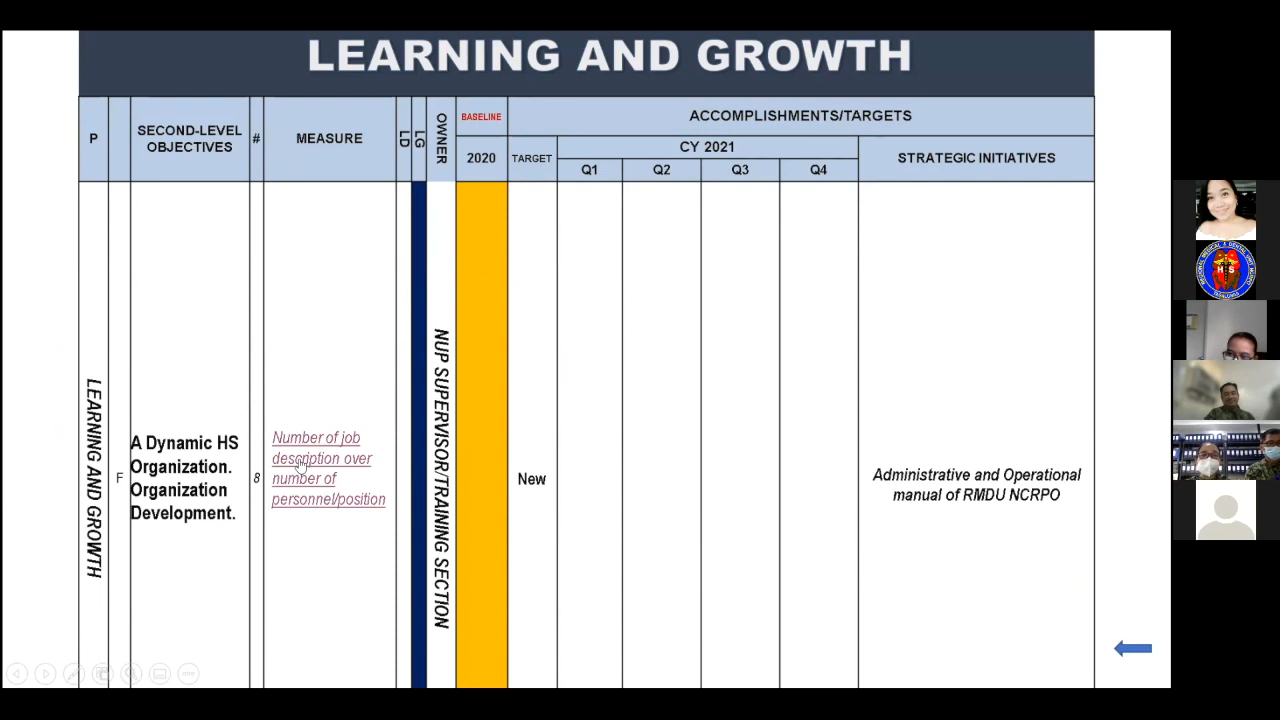 LEARNING AND GROWTH
P
SECOND-LEVEL
OBJECTIVES
#
MEASURE
LD
LG
OWNER
BASELINE
2020
TARGET
ACCOMPLISHMENTS/TARGETS
CY 2021
Q1
Q2
Q3
Q4
STRATEGIC INITIATIVES
LEARNING AND GROWTH
F
A Dynamic HS
Organization.
Organization
Development.
8
Number of job
description over
number of
personnel/position
NUP SUPERVISOR/TRAINING SECTION
New
Administrative and Operational
manual of RMDU NCRPO